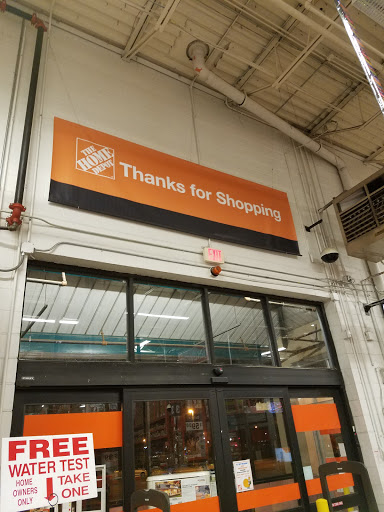 THE
HOME
DEPOT
Thanks for Shopping
EXIT
FREE
WATER TEST
HOME
OWNERS
ONLY
TAKE
ONE